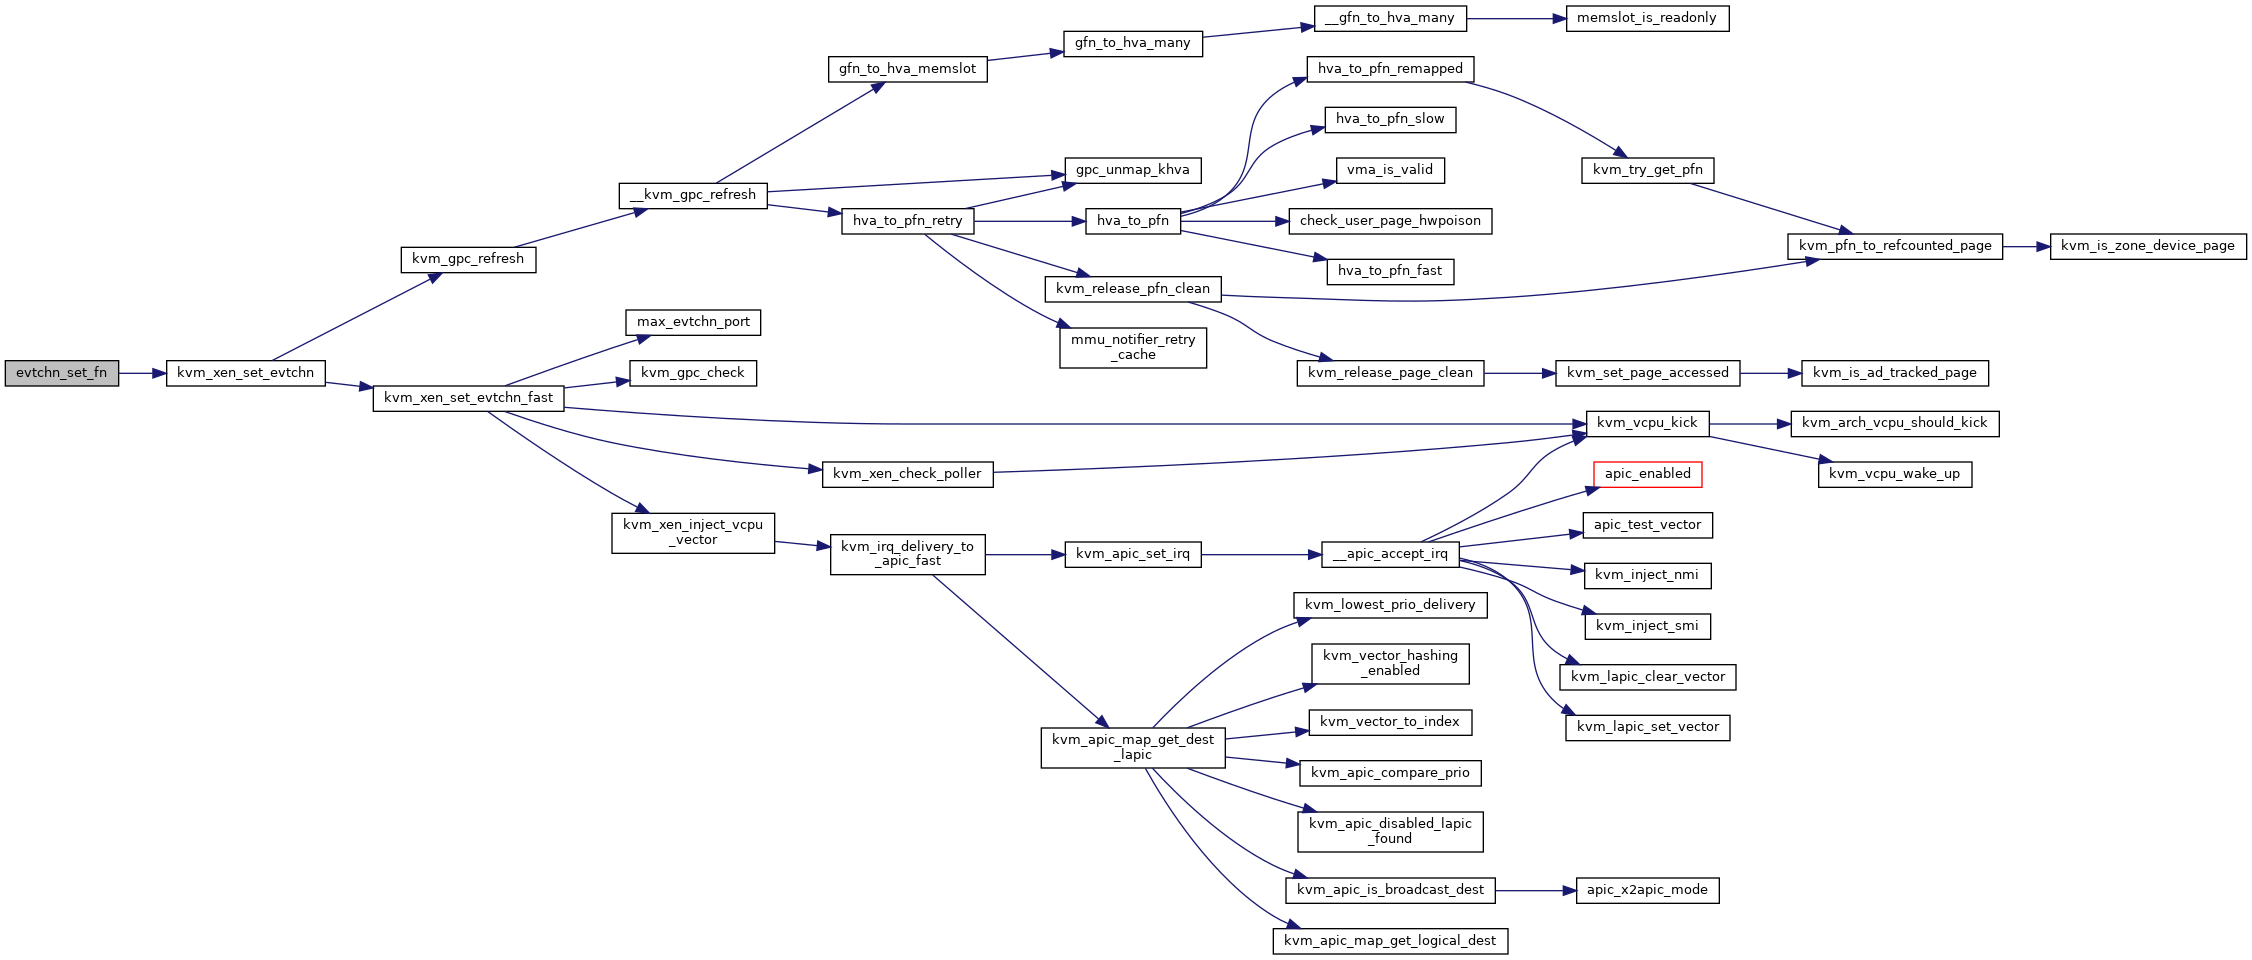 __gfn_to_hva_many
memslot_is_readonly
gfn_to_hva_many
gfn_to_hva_memslot
hva_to_pfn_remapped
hva_to_pfn_slow
gpc_unmap_khva
vma_is_valid
kvm_try_get_pfn
__kvm_gpc_refresh
hva_to_pfn_retry
hva_to_pfn
check_user_page_hwpoison
kvm_pfn_to_refcounted_page
kvm_is_zone_device_page
kvm_gpc_refresh
hva_to_pfn_fast
kvm_release_pfn_clean
max_evtchn_port
mmu_notifier_retry
_cache
evtchn_set_fn
kvm_xen_set_evtchn
kvm_gpc_check
kvm_release_page_clean
kvm_set_page_accessed
kvm_is_ad_tracked_page
kvm_xen_set_evtchn_fast
kvm_vcpu_kick
kvm_arch_vcpu_should_kick
kvm_xen_check_poller
apic_enabled
kvm_vcpu_wake_up
kvm_xen_inject_vcpu
_vector
apic_test_vector
kvm_irq_delivery_to
_apic_fast
kvm_apic_set_irq
__apic_accept_irq
kvm_inject_nmi
kvm_lowest_prio_delivery
kvm_inject_smi
kvm_vector_hashing
_enabled
kvm_lapic_clear_vector
kvm_vector_to_index
kvm_lapic_set_vector
kvm_apic_map_get_dest
_lapic
kvm_apic_compare_prio
kvm_apic_disabled_lapic
_found
kvm_apic_is_broadcast_dest
apic_x2apic_mode
kvm_apic_map_get_logical_dest